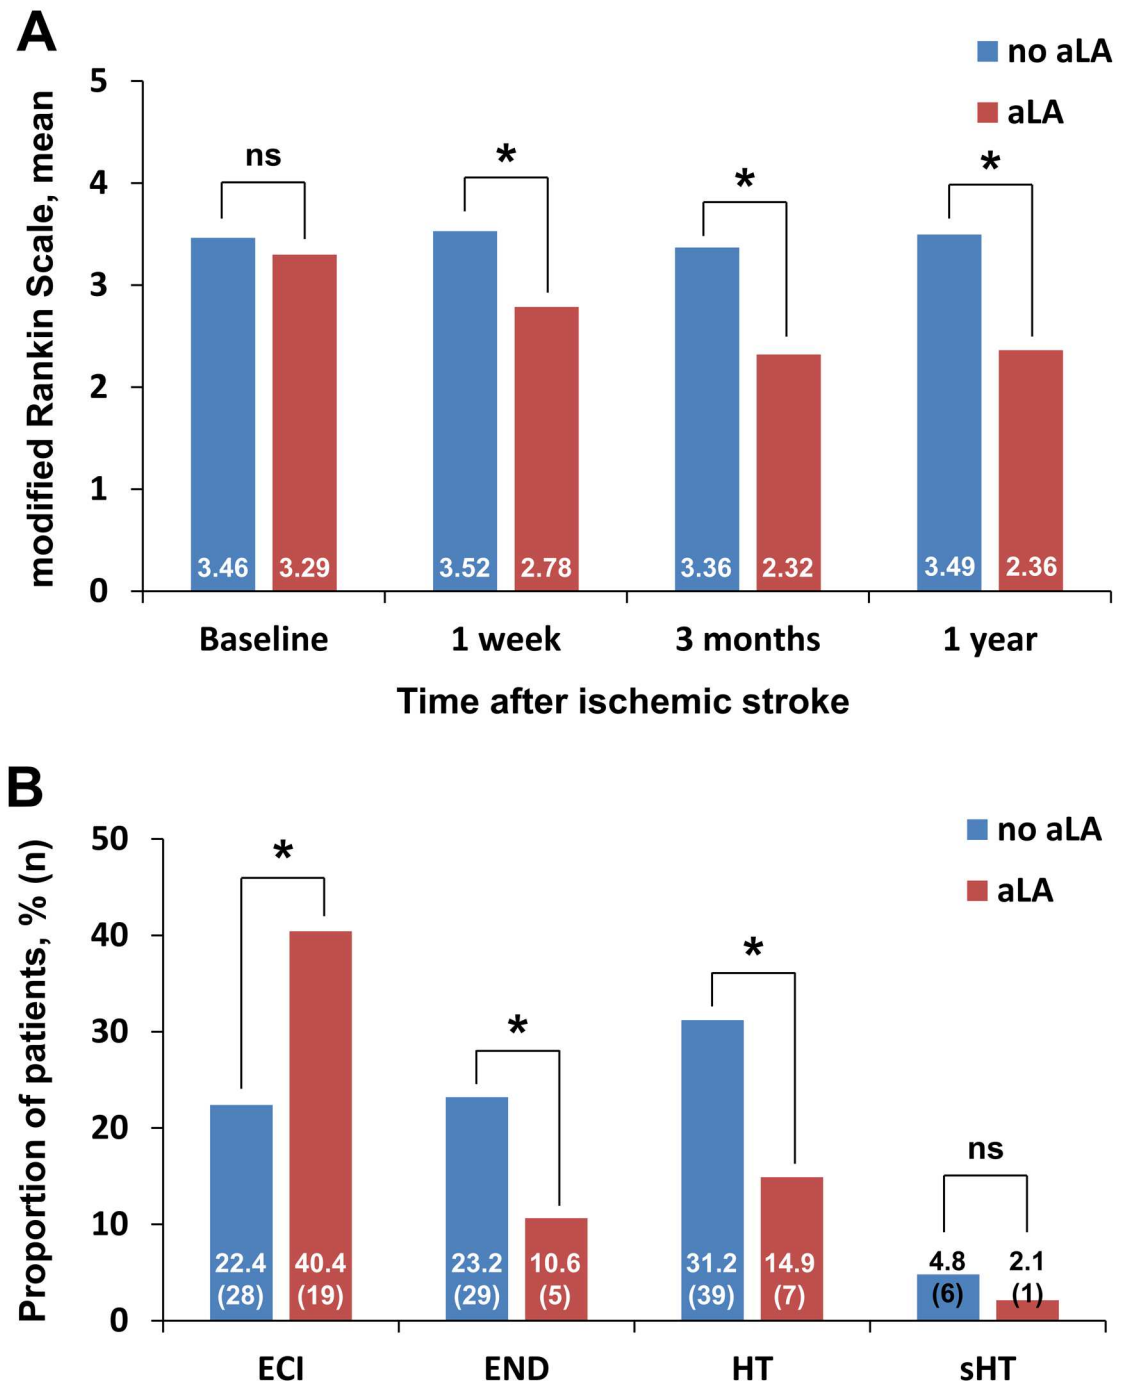 A
no aLA
aLA
modified Rankin Scale, mean
5
4
3
2
1
0
ns
*
*
*
3.46
3.29
3.52
2.78
3.36
2.32
3.49
2.36
Baseline
1 week
3 months
1 year
Time after ischemic stroke
B
no aLA
aLA
Proportion of patients, % (n)
50
40
30
20
10
0
*
*
*
ns
22.4
(28)
40.4
(19)
23.2
(29)
10.6
(5)
31.2
(39)
14.9
(7)
4.8
(6)
2.1
(1)
ECI
END
HT
sHT